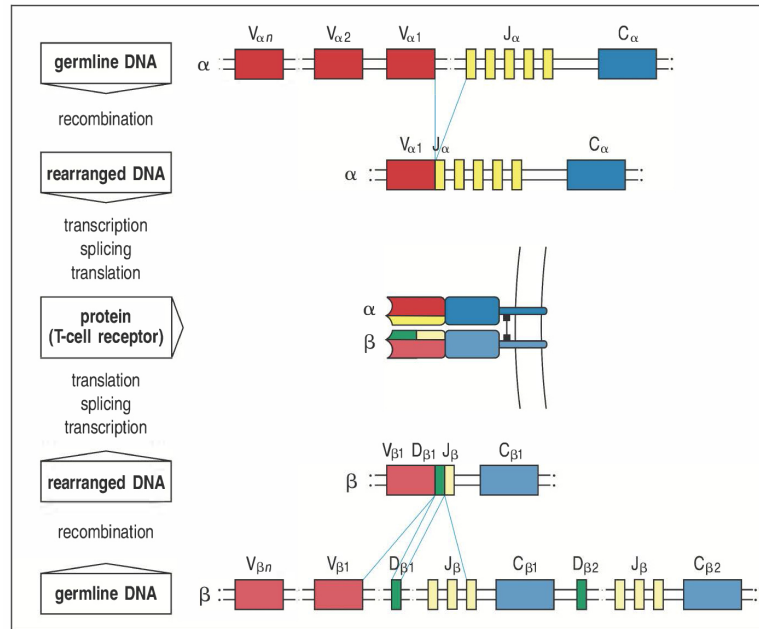 Vαn Vα2 Vα1 Jα Cα
germline DNA
α
recombination
Vα1 Jα Cα
rearranged DNA
α
transcription
splicing
translation
protein
(T-cell receptor)
α
β
translation
splicing
transcription
Vβ1 Dβ1 Jβ Cβ1
rearranged DNA
β
recombination
Vβn Vβ1 Dβ1 Jβ Cβ1 Dβ2 Jβ Cβ2
germline DNA
β